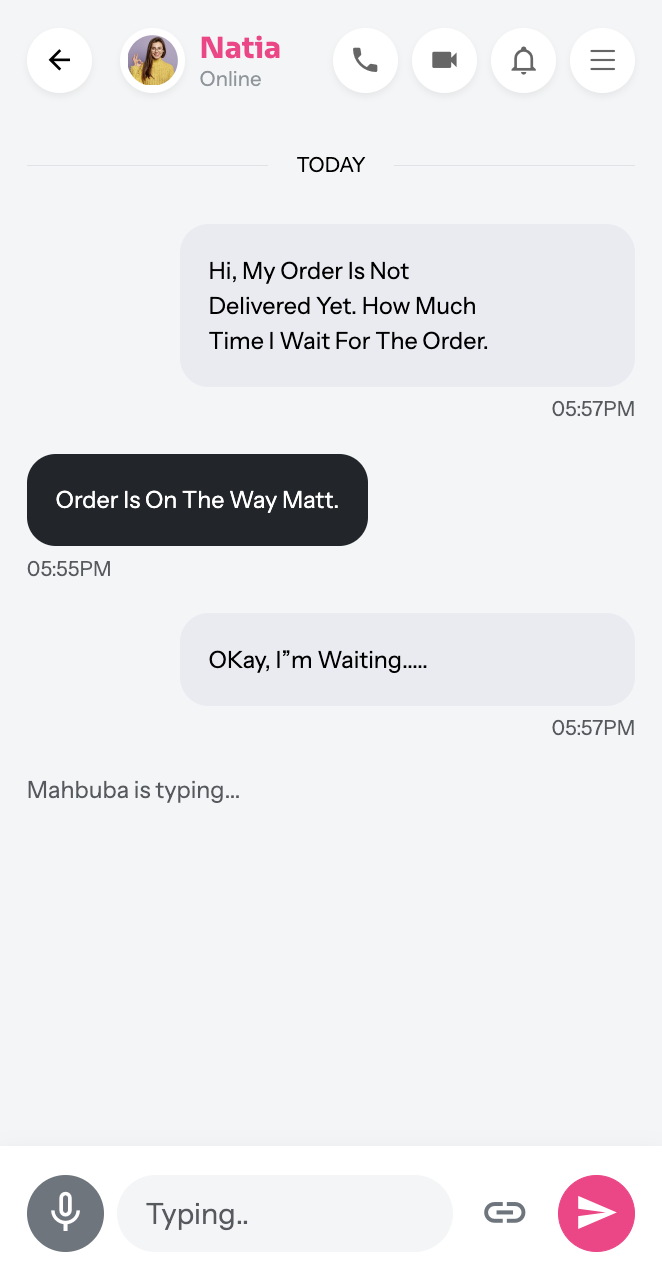 Natia
Online
TODAY
Hi, My Order Is Not
Delivered Yet. How Much
Time I Wait For The Order.
05:57PM
Order Is On The Way Matt.
05:55PM
OKay, I”m Waiting.....
05:57PM
Mahbuba is typing...
Typing..